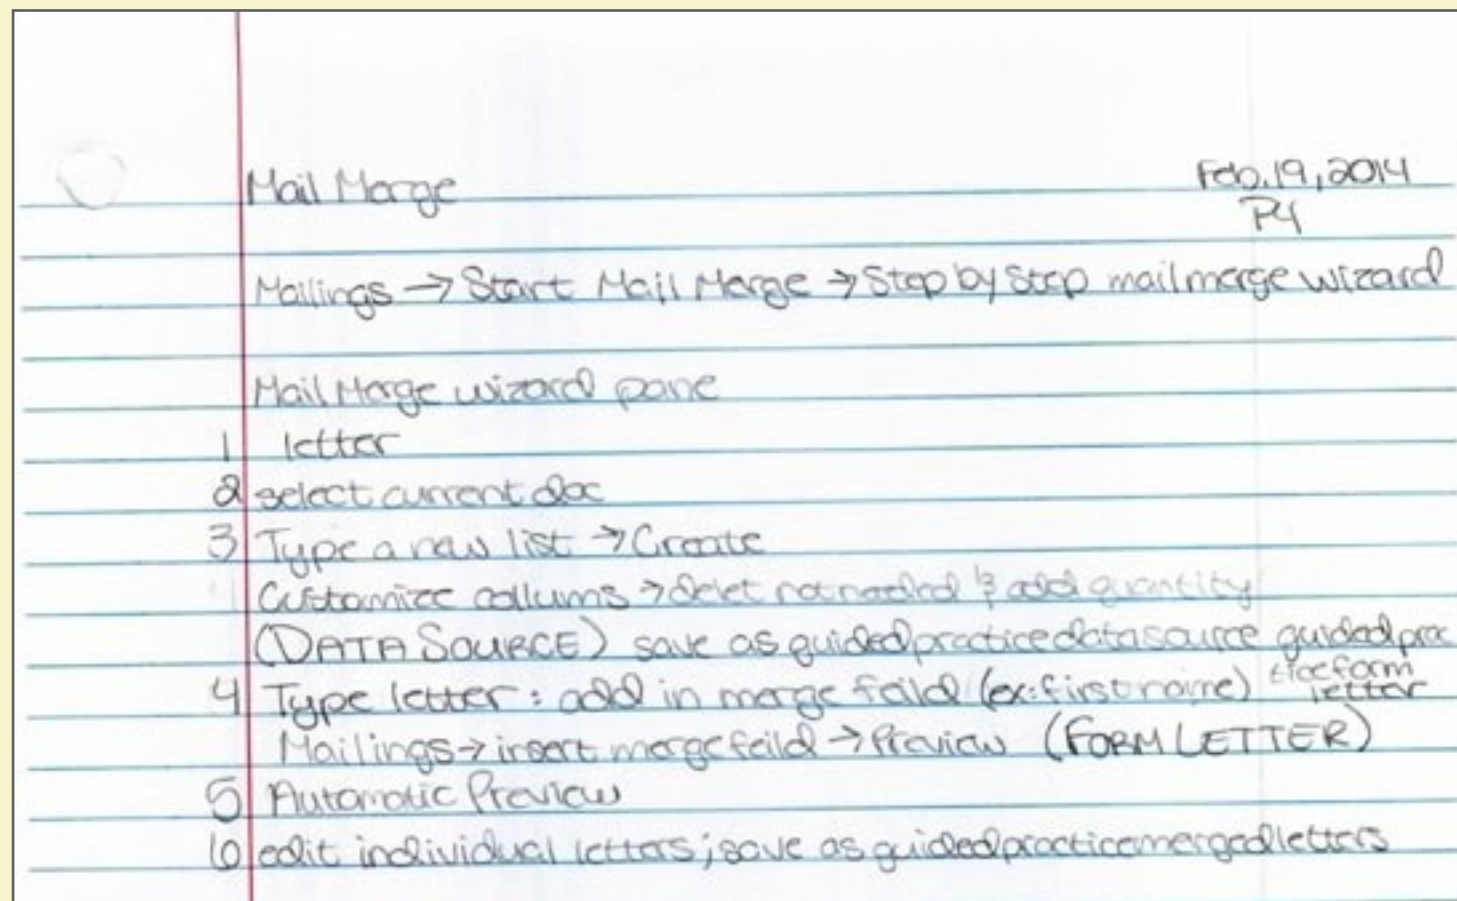 Mail Merge
Feb. 19, 2014
P4
Mailings → Start Mail Merge → Step by Step mail merge wizard
Mail Merge wizard pane
1 letter
2 select current doc
3 Type a new list → Create
Customize collums → delet not needed & add quantity
(DATA SOURCE) save as guidedpracticedatasource guidedprac
4 Type letter: add in merge feild (ex: first name) ticeform
letter
Mailings → insert merge feild → Preview (FORM LETTER)
5 Automatic Preview
6 edit individual letters; save as guidedpracticemergedletters